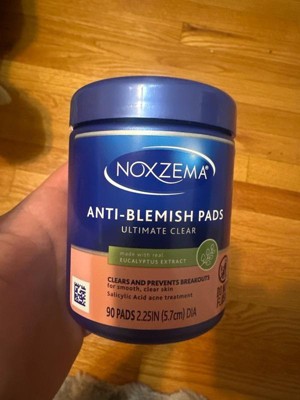 NOXZEMA®
ANTI-BLEMISH PADS
ULTIMATE CLEAR
made with real
EUCALYPTUS EXTRACT
CLEARS AND PREVENTS BREAKOUTS
for smooth, clear skin
Salicylic Acid acne treatment
90 PADS 2.25IN (5.7cm) DIA